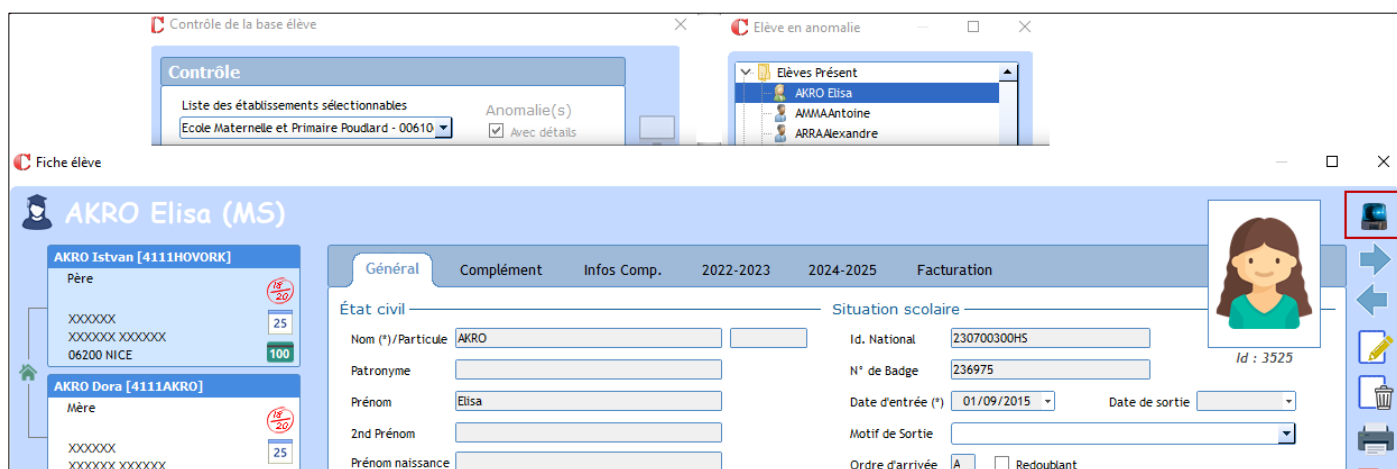 Contrôle de la base élève
Elève en anomalie
Contrôle
Liste des établissements sélectionnables
Anomalie(s)
Ecole Maternelle et Primaire Poudlard - 00610
Avec détails
Elèves Présent
AKRO Elisa
AMMAAntoine
ARRAAlexandre
Fiche élève
AKRO Elisa (MS)
AKRO Istvan [4111HOVORK]
Père
18
20
XXXXXX
25
XXXXXX XXXXXX
06200 NICE
100
AKRO Dora [4111AKRO]
Mère
18
20
XXXXXX
25
XXXXXX XXXXXX
Général
Complément
Infos Comp.
2022-2023
2024-2025
Facturation
État civil
Nom (*)/Particule AKRO
Patronyme
Prénom Elisa
2nd Prénom
Prénom naissance
Situation scolaire
Id. National 230700300HS
N° de Badge 236975
Date d'entrée (*) 01/09/2015 Date de sortie
Motif de Sortie
Ordre d'arrivée A Redoublant
Id : 3525